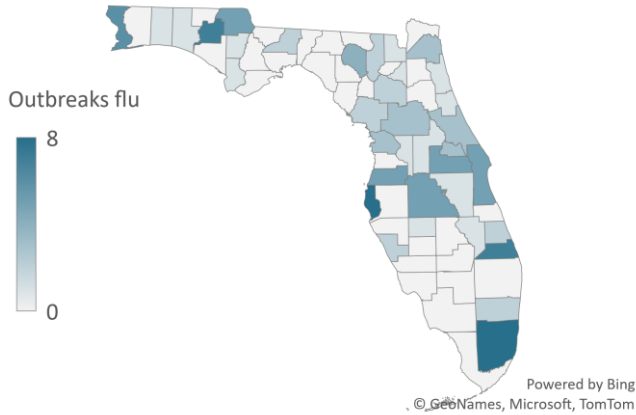 Outbreaks flu
8
0
Powered by Bing
© GeoNames, Microsoft, TomTom